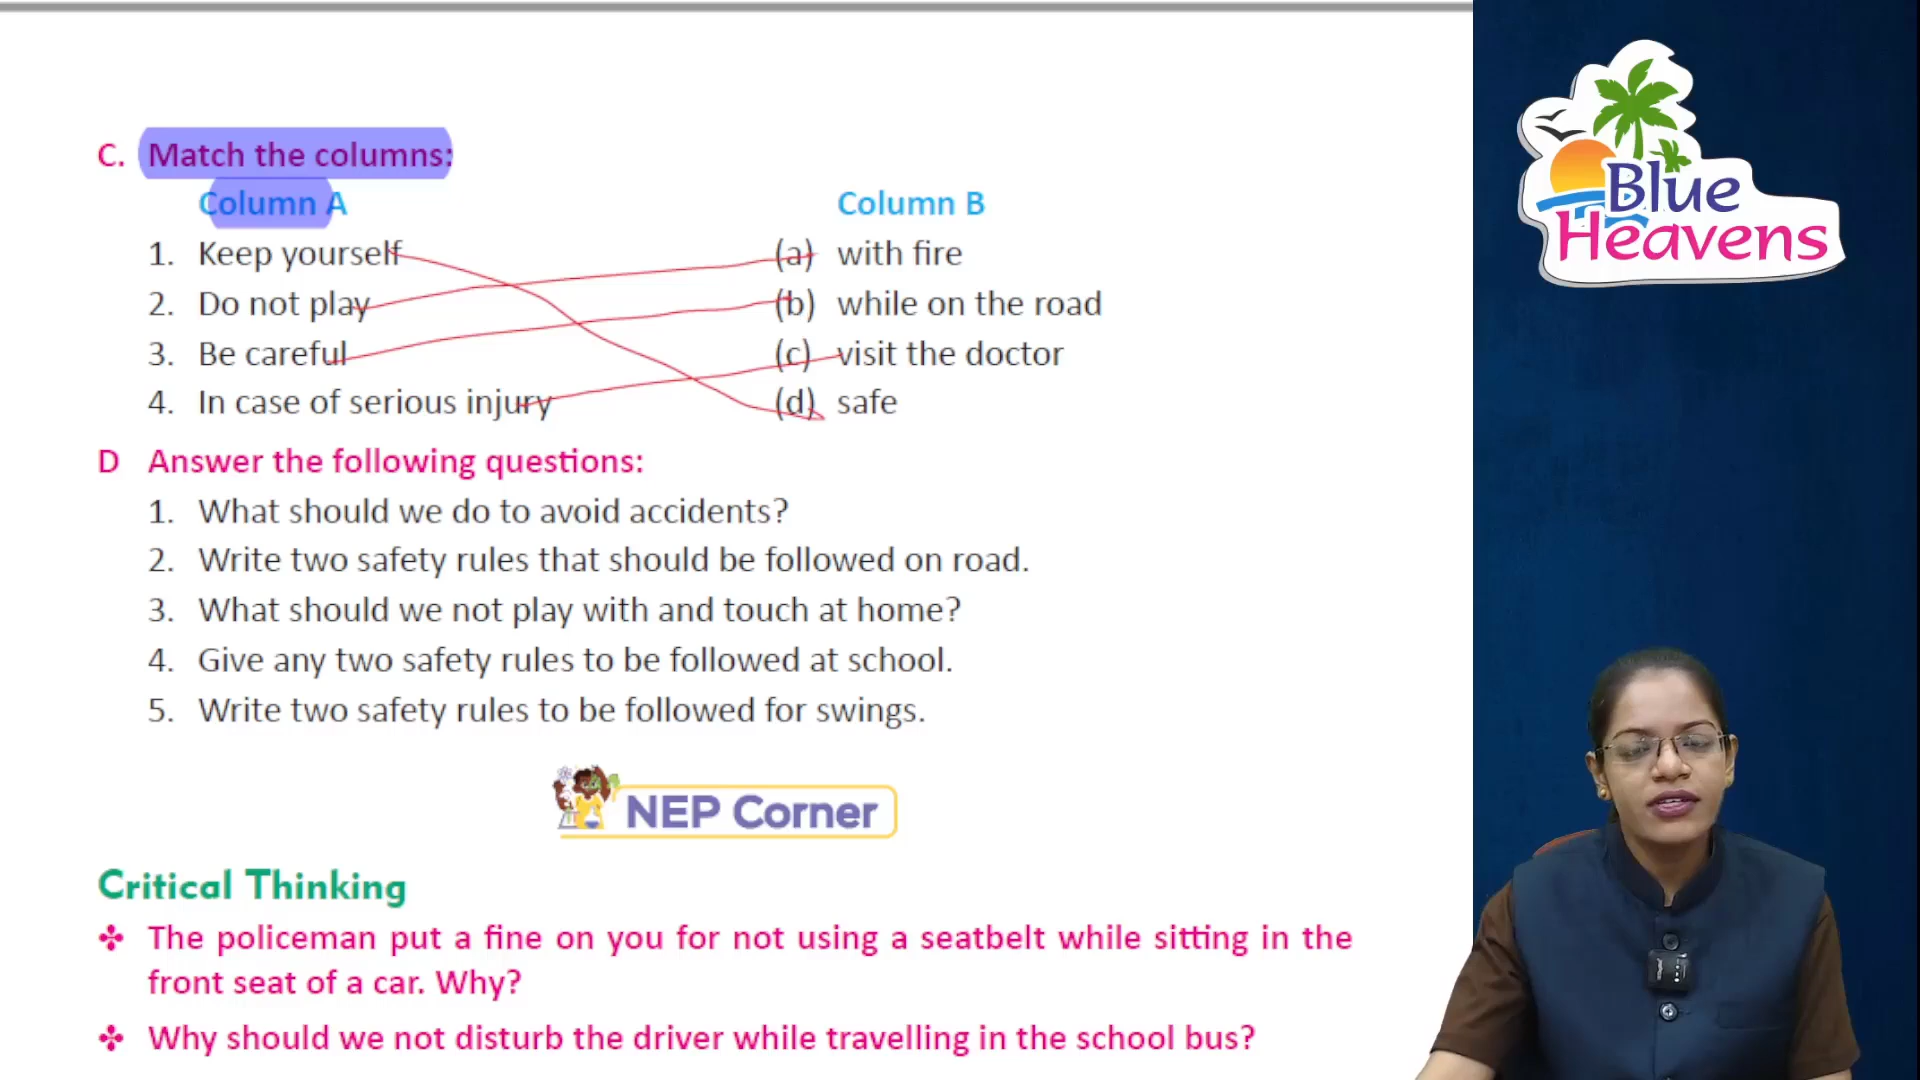 C. Match the columns:
Column A Column B
1. Keep yourself (a) with fire
2. Do not play (b) while on the road
3. Be careful (c) visit the doctor
4. In case of serious injury (d) safe
D Answer the following questions:
1. What should we do to avoid accidents?
2. Write two safety rules that should be followed on road.
3. What should we not play with and touch at home?
4. Give any two safety rules to be followed at school.
5. Write two safety rules to be followed for swings.
NEP Corner
Critical Thinking
The policeman put a fine on you for not using a seatbelt while sitting in the
front seat of a car. Why?
Why should we not disturb the driver while travelling in the school bus?
Blue
Heavens